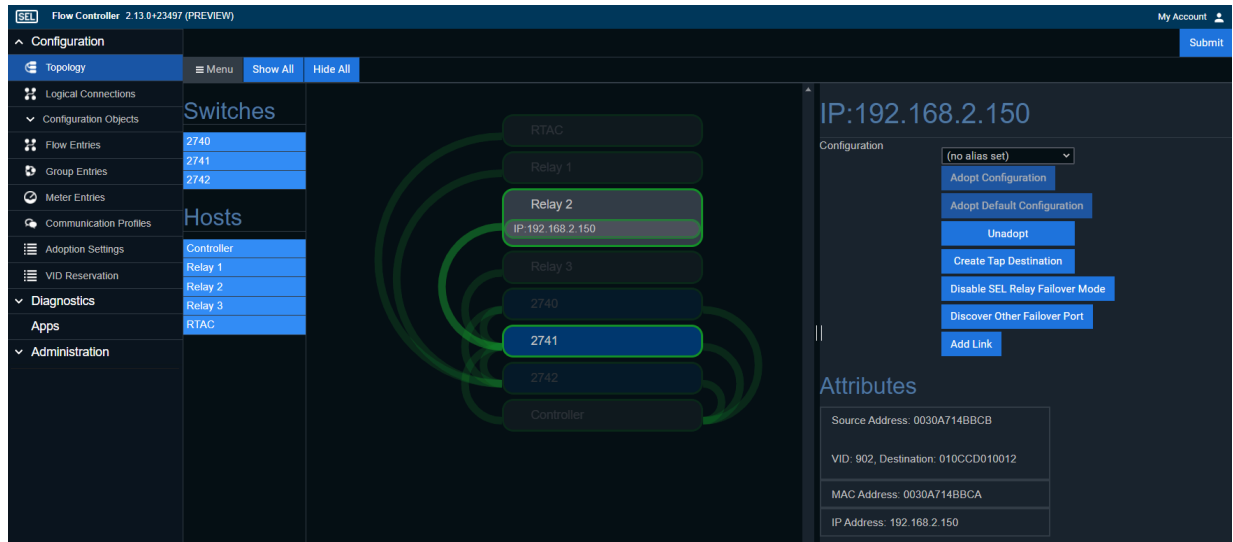 SEL Flow Controller 2.13.0+23497 (PREVIEW)
My Account
Configuration
Submit
Topology
Menu Show All Hide All
Logical Connections
Configuration Objects
Flow Entries
Group Entries
Meter Entries
Communication Profiles
Adoption Settings
VID Reservation
Diagnostics
Apps
Administration
Switches
2740
2741
2742
Hosts
Controller
Relay 1
Relay 2
Relay 3
RTAC
RTAC
Relay 1
Relay 2
IP:192.168.2.150
Relay 3
2740
2741
2742
Controller
IP:192.168.2.150
Configuration
(no alias set)
Adopt Configuration
Adopt Default Configuration
Unadopt
Create Tap Destination
Disable SEL Relay Failover Mode
Discover Other Failover Port
Add Link
Attributes
Source Address: 0030A714BBCB
VID: 902, Destination: 010CCD010012
MAC Address: 0030A714BBCA
IP Address: 192.168.2.150